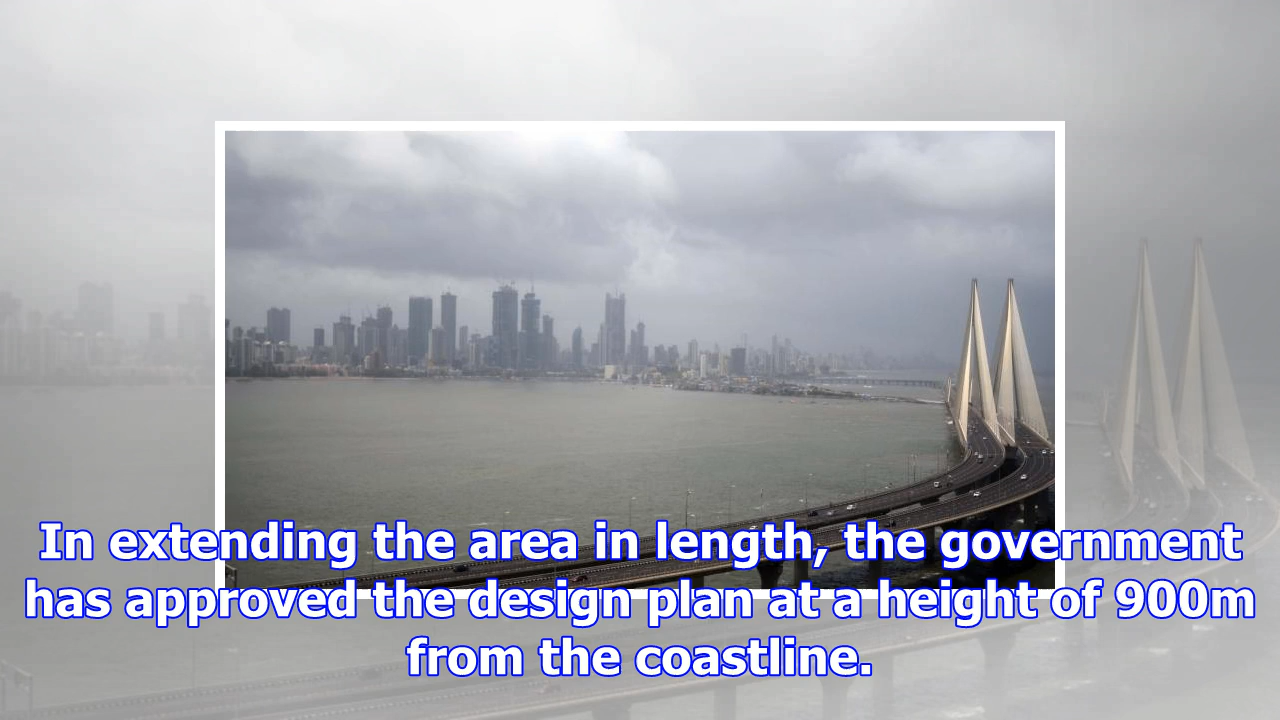 In extending the area in length, the government
has approved the design plan at a height of 900m
from the coastline.